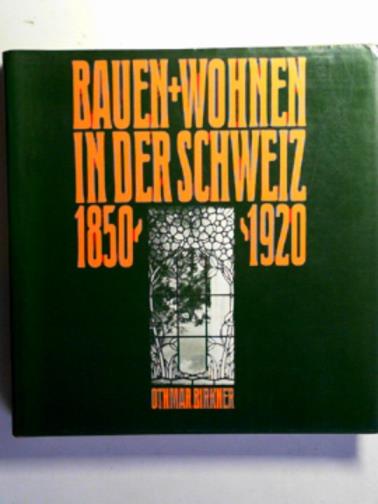 BAUEN+WOHNEN
IN DER SCHWEIZ
1850 1920
OTHMAR BIRKNER